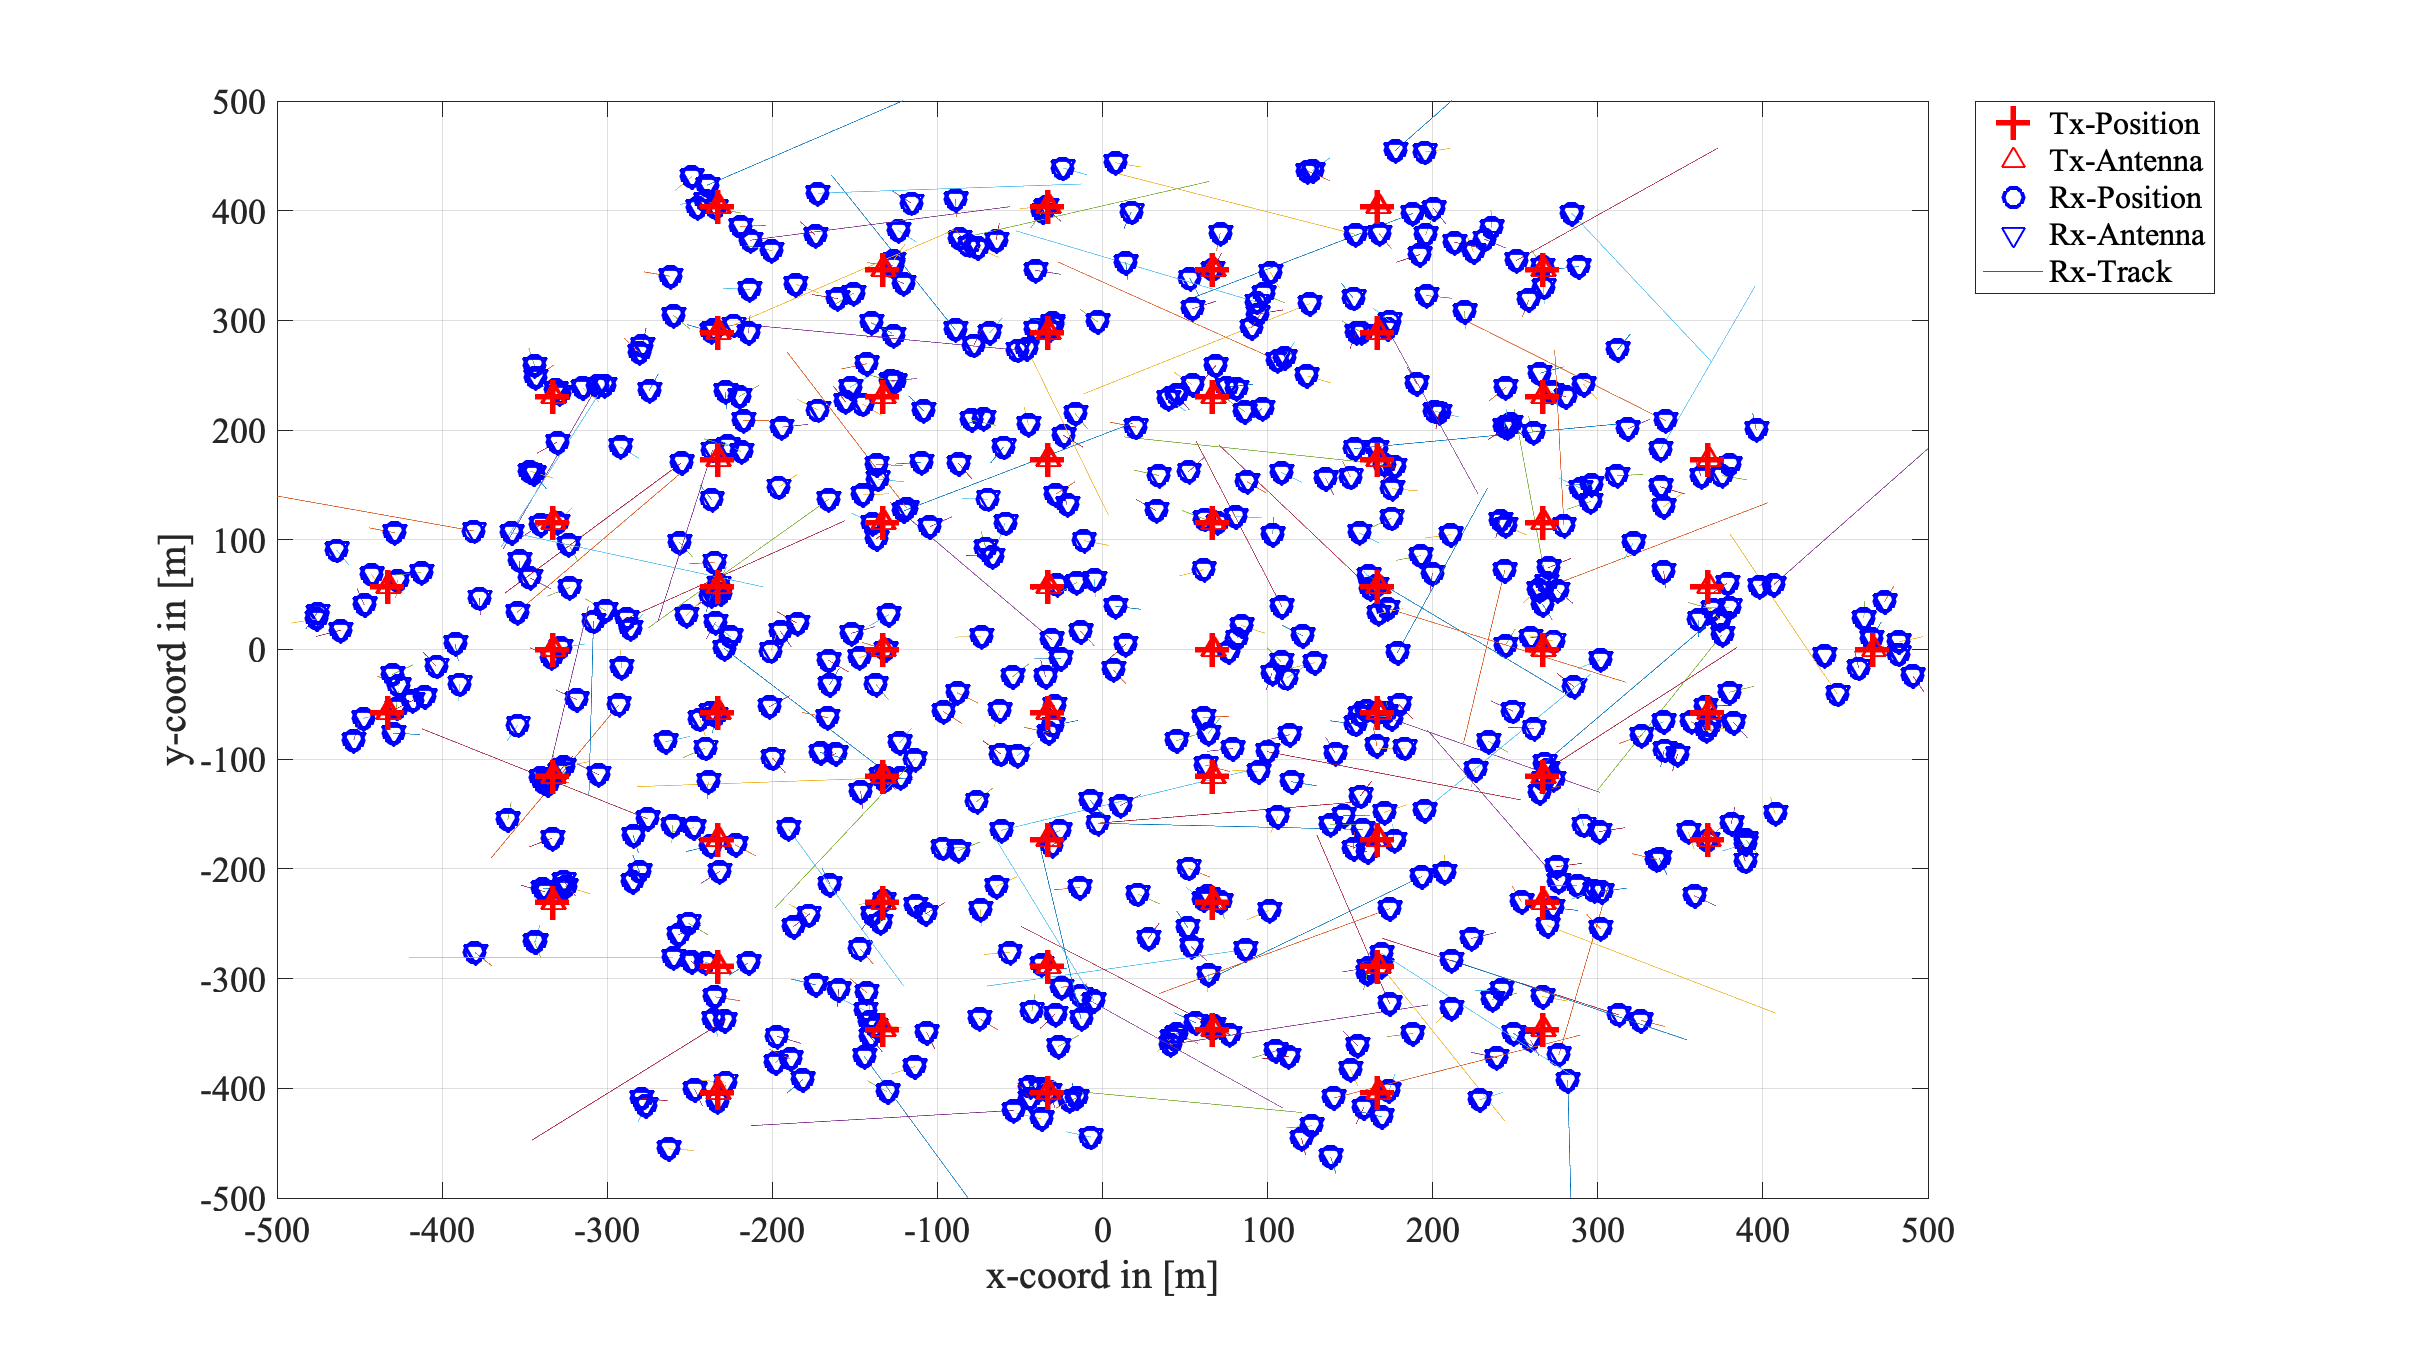 500
400
300
200
100
0
-100
-200
-300
-400
-500
-500 -400 -300 -200 -100 0 100 200 300 400 500
x-coord in [m]
y-coord in [m]
Tx-Position
Tx-Antenna
Rx-Position
Rx-Antenna
Rx-Track